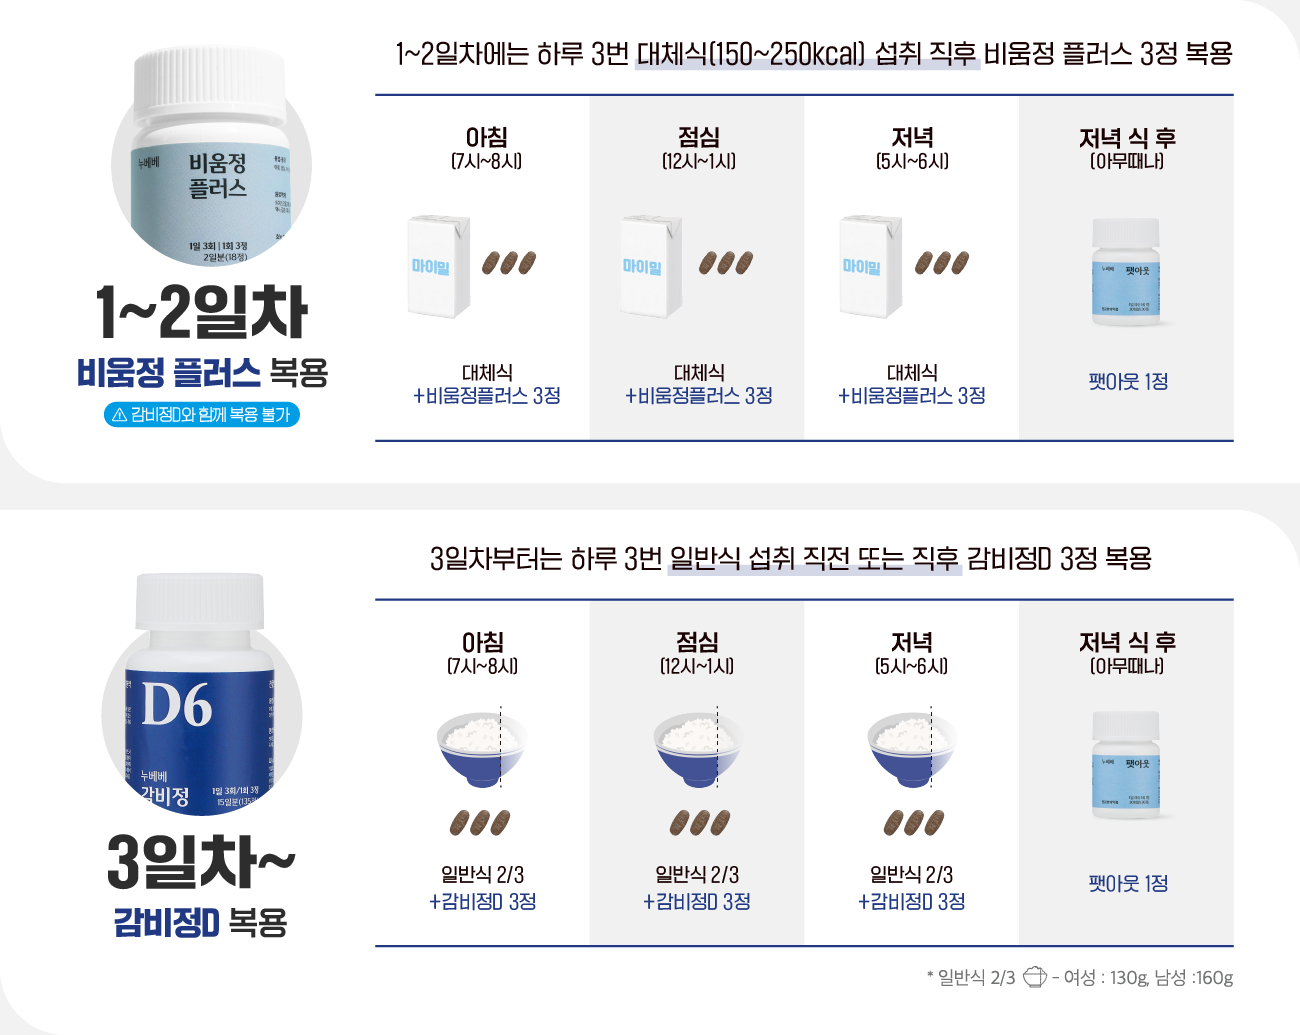 1~2일차에는 하루 3번 대체식(150~250kcal) 섭취 직후 비움정 플러스 3정 복용
누베베
비움정
플러스
1일 3회 | 1회 3정
2일분(18정)
1~2일차
비움정 플러스 복용
감비정D와 함께 복용 불가
아침
(7시~8시)
마이밀
대체식
+비움정플러스 3정
점심
(12시~1시)
마이밀
대체식
+비움정플러스 3정
저녁
(5시~6시)
마이밀
대체식
+비움정플러스 3정
저녁 식 후
(아무때나)
누베베
팻아웃
팻아웃 1정
3일차부터는 하루 3번 일반식 섭취 직전 또는 직후 감비정D 3정 복용
D6
누베베
감비정
1일 3회/1회 3정
15일분(135정
3일차~
감비정D 복용
아침
(7시~8시)
일반식 2/3
+감비정D 3정
점심
(12시~1시)
일반식 2/3
+감비정D 3정
저녁
(5시~6시)
일반식 2/3
+감비정D 3정
저녁 식 후
(아무때나)
누베베
팻아웃
팻아웃 1정
* 일반식 2/3 - 여성 : 130g, 남성 :160g